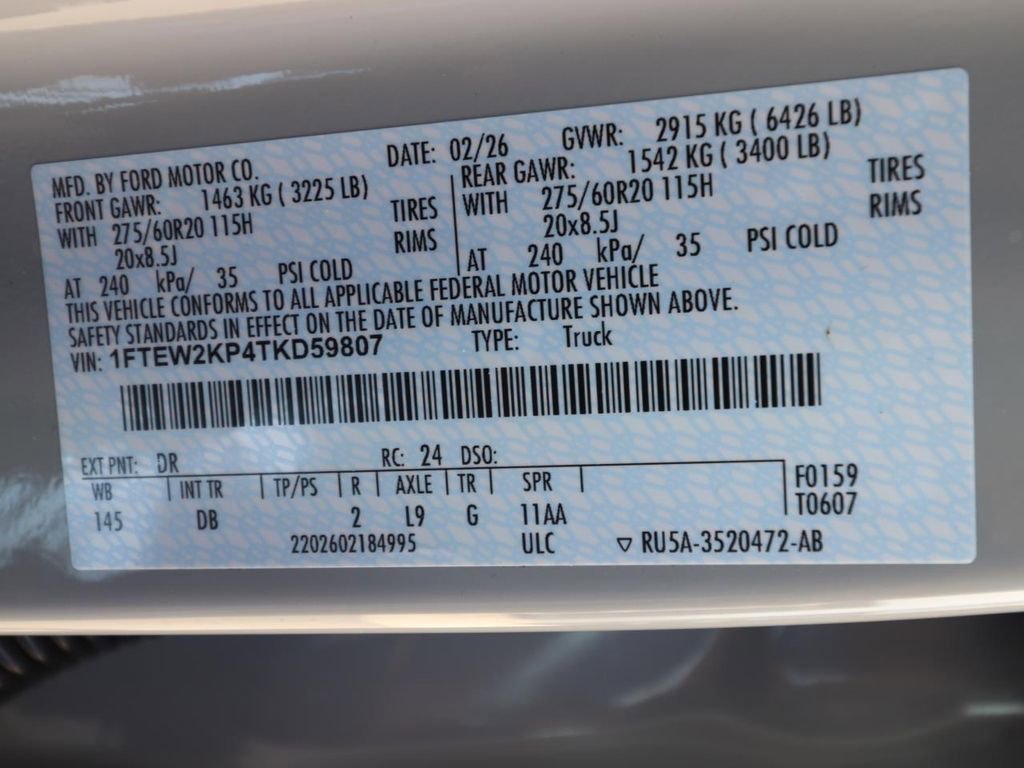 MFD. BY FORD MOTOR CO. DATE: 02/26 GVWR: 2915 KG ( 6426 LB)
FRONT GAWR: 1463 KG ( 3225 LB) REAR GAWR: 1542 KG ( 3400 LB)
WITH 275/60R20 115H TIRES WITH 275/60R20 115H TIRES
20x8.5J RIMS 20x8.5J RIMS
AT 240 kPa/ 35 PSI COLD AT 240 kPa/ 35 PSI COLD
THIS VEHICLE CONFORMS TO ALL APPLICABLE FEDERAL MOTOR VEHICLE
SAFETY STANDARDS IN EFFECT ON THE DATE OF MANUFACTURE SHOWN ABOVE.
VIN: 1FTEW2KP4TKD59807 TYPE: Truck
EXT PNT: DR RC: 24 DSO:
WB INT TR TP/PS R AXLE TR SPR F0159
145 DB 2 L9 G 11AA T0607
2202602184995 ULC ▽ RU5A-3520472-AB